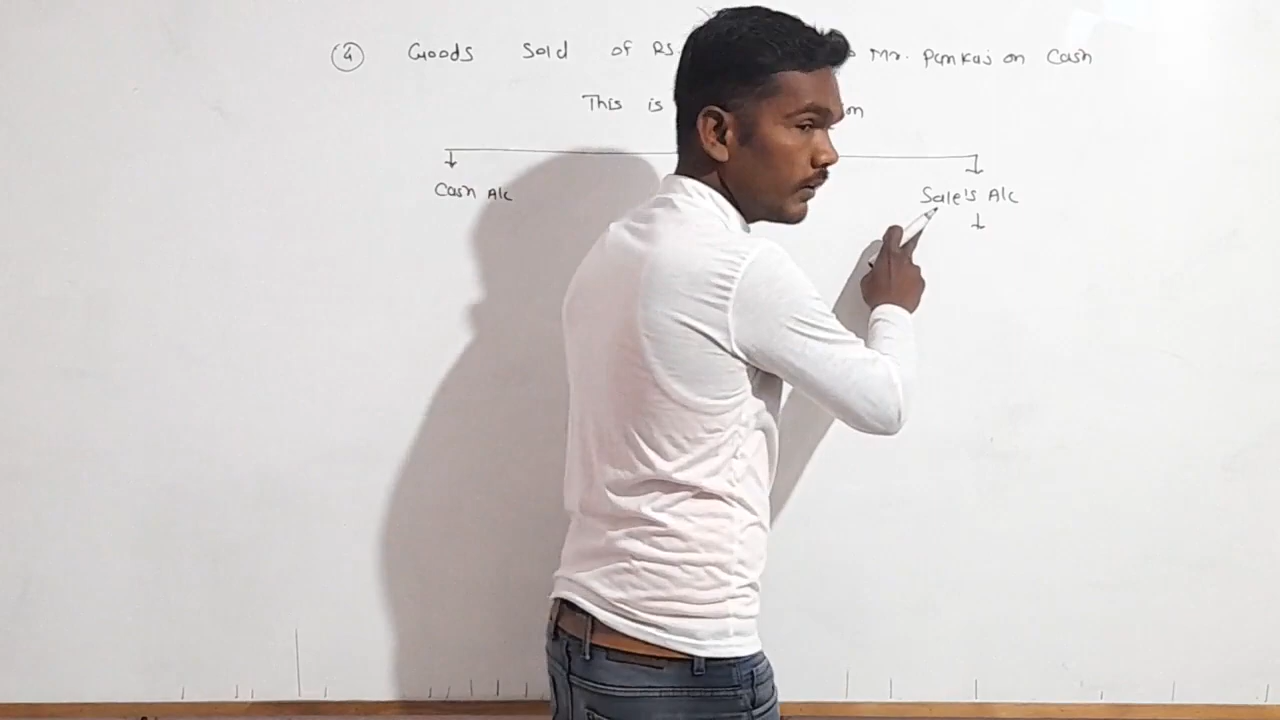 ④ Goods Sold of Rs. Mr. Pankaj on Cash
This is
Cash A/c Sale's A/c